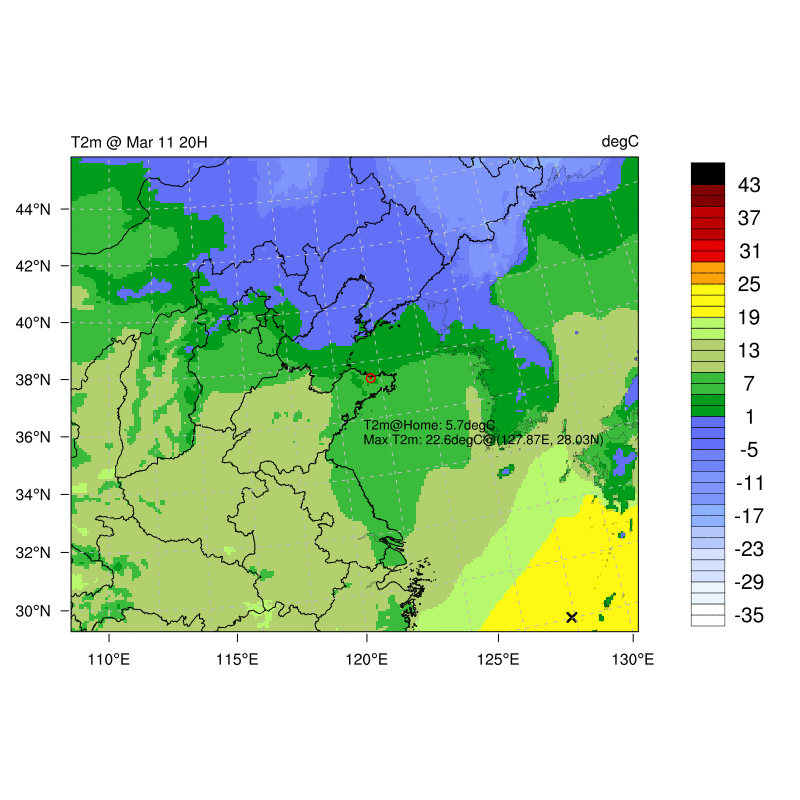 T2m @ Mar 11 20H
degC
43
37
31
25
19
13
7
1
-5
-11
-17
-23
-29
-35
44°N
42°N
40°N
38°N
36°N
34°N
32°N
30°N
T2m@Home: 5.7degC
Max T2m: 22.6degC@(127.87E, 28.03N)
110°E
115°E
120°E
125°E
130°E